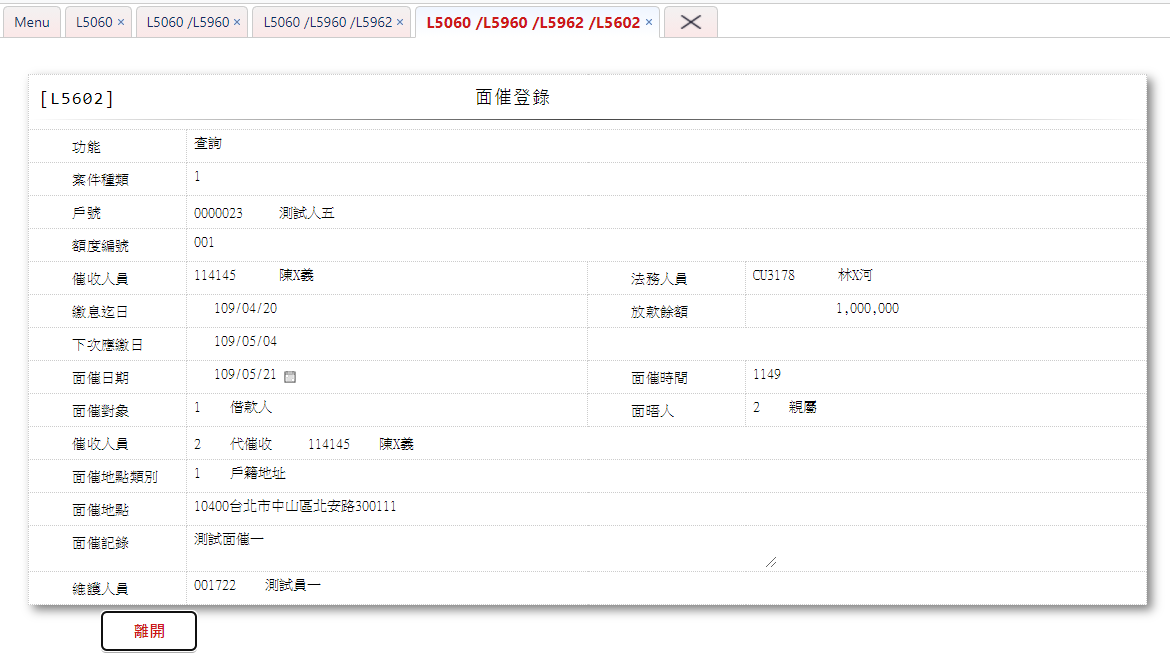 Menu L5060 × L5060 /L5960 × L5060 /L5960 /L5962 × L5060 /L5960 /L5962 /L5602 ×
[L5602] 面催登錄
功能 查詢
案件種類 1
戶號 0000023 測試人五
額度編號 001
催收人員 114145 陳X義 法務人員 CU3178 林X河
繳息迄日 109/04/20 放款餘額 1,000,000
下次應繳日 109/05/04
面催日期 109/05/21 面催時間 1149
面催對象 1 借款人 面晤人 2 親屬
催收人員 2 代催收 114145 陳X義
面催地點類別 1 戶籍地址
面催地點 10400台北市中山區北安路300111
面催記錄 測試面催一
維護人員 001722 測試員一
離開